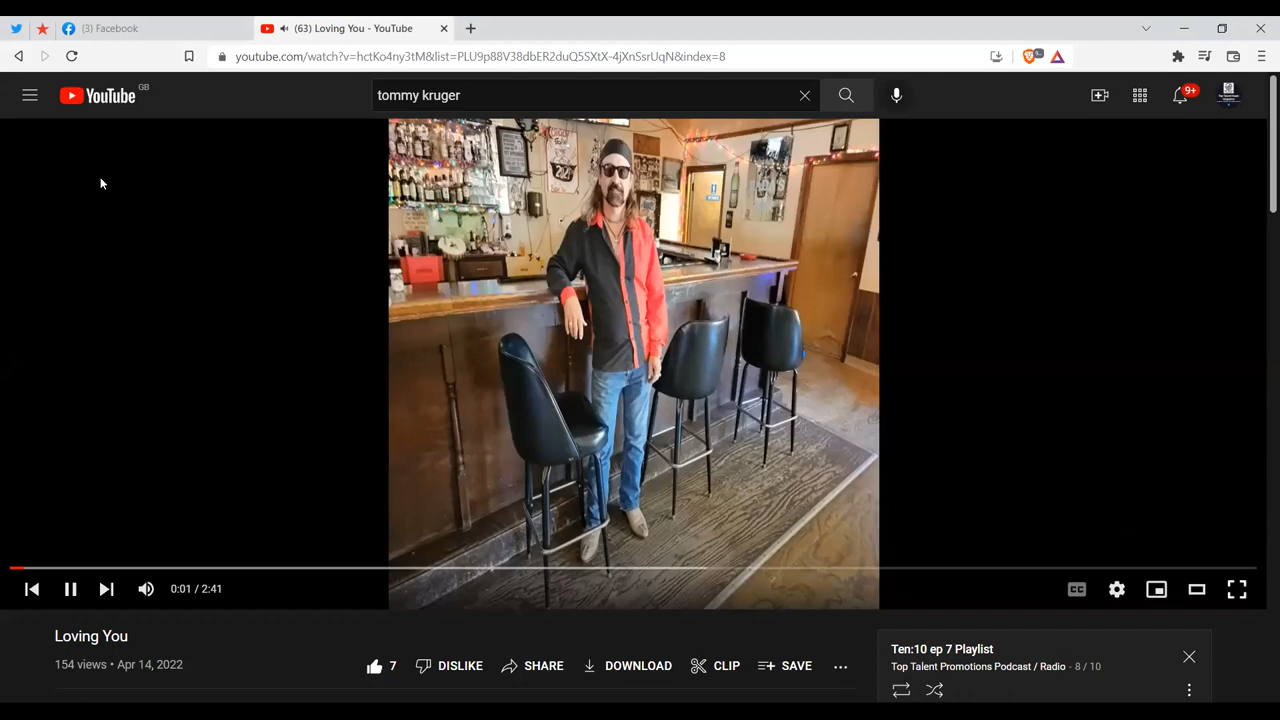 (3) Facebook
(63) Loving You - YouTube
youtube.com/watch?v=hctKo4ny3tM&list=PLU9p88V38dbER2duQ5SXtX-4jXnSsrUqN&index=8
YouTube GB
tommy kruger
9+
0:01 / 2:41
CC
Loving You
154 views • Apr 14, 2022
7
DISLIKE
SHARE
DOWNLOAD
CLIP
SAVE
Ten:10 ep 7 Playlist
Top Talent Promotions Podcast / Radio - 8 / 10